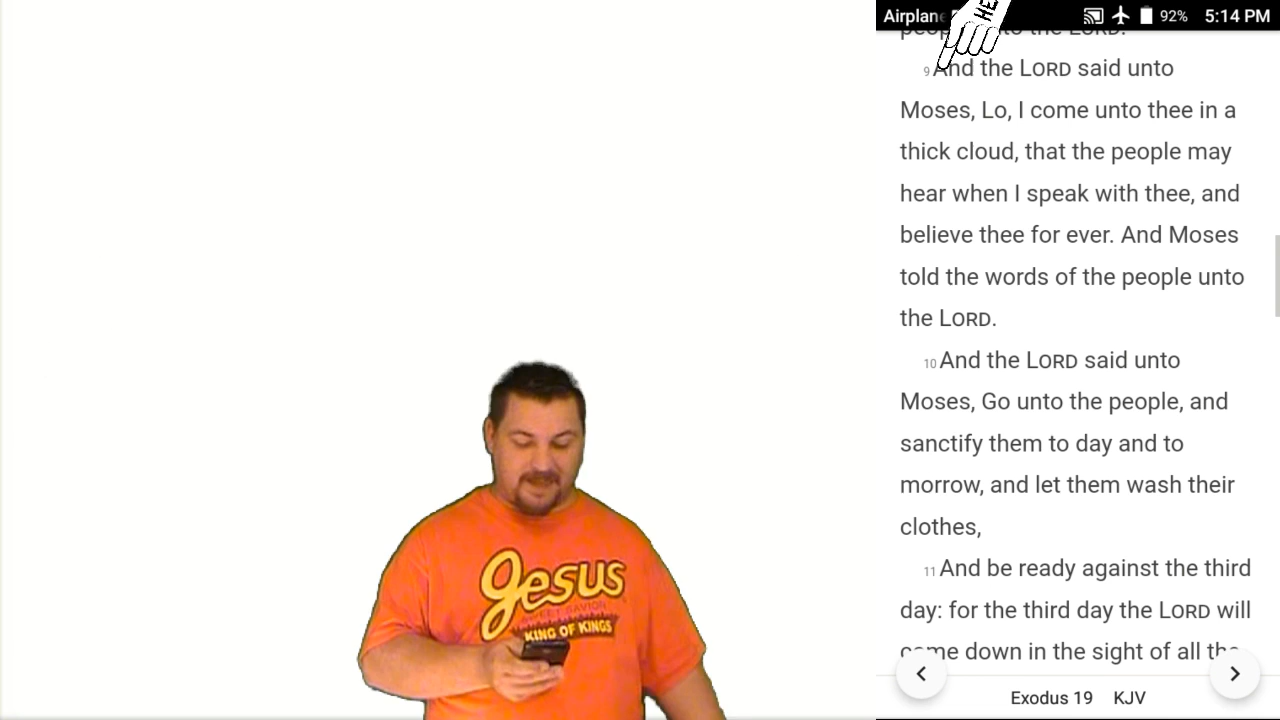 Airplane
HE
92%
5:14 PM
the LORD.
9 And the LORD said unto
Moses, Lo, I come unto thee in a
thick cloud, that the people may
hear when I speak with thee, and
believe thee for ever. And Moses
told the words of the people unto
the LORD.
10 And the LORD said unto
Moses, Go unto the people, and
sanctify them to day and to
morrow, and let them wash their
clothes,
11 And be ready against the third
day: for the third day the LORD will
come down in the sight of all the
Exodus 19 KJV
Jesus
SWEET SAVIOR
KING OF KINGS